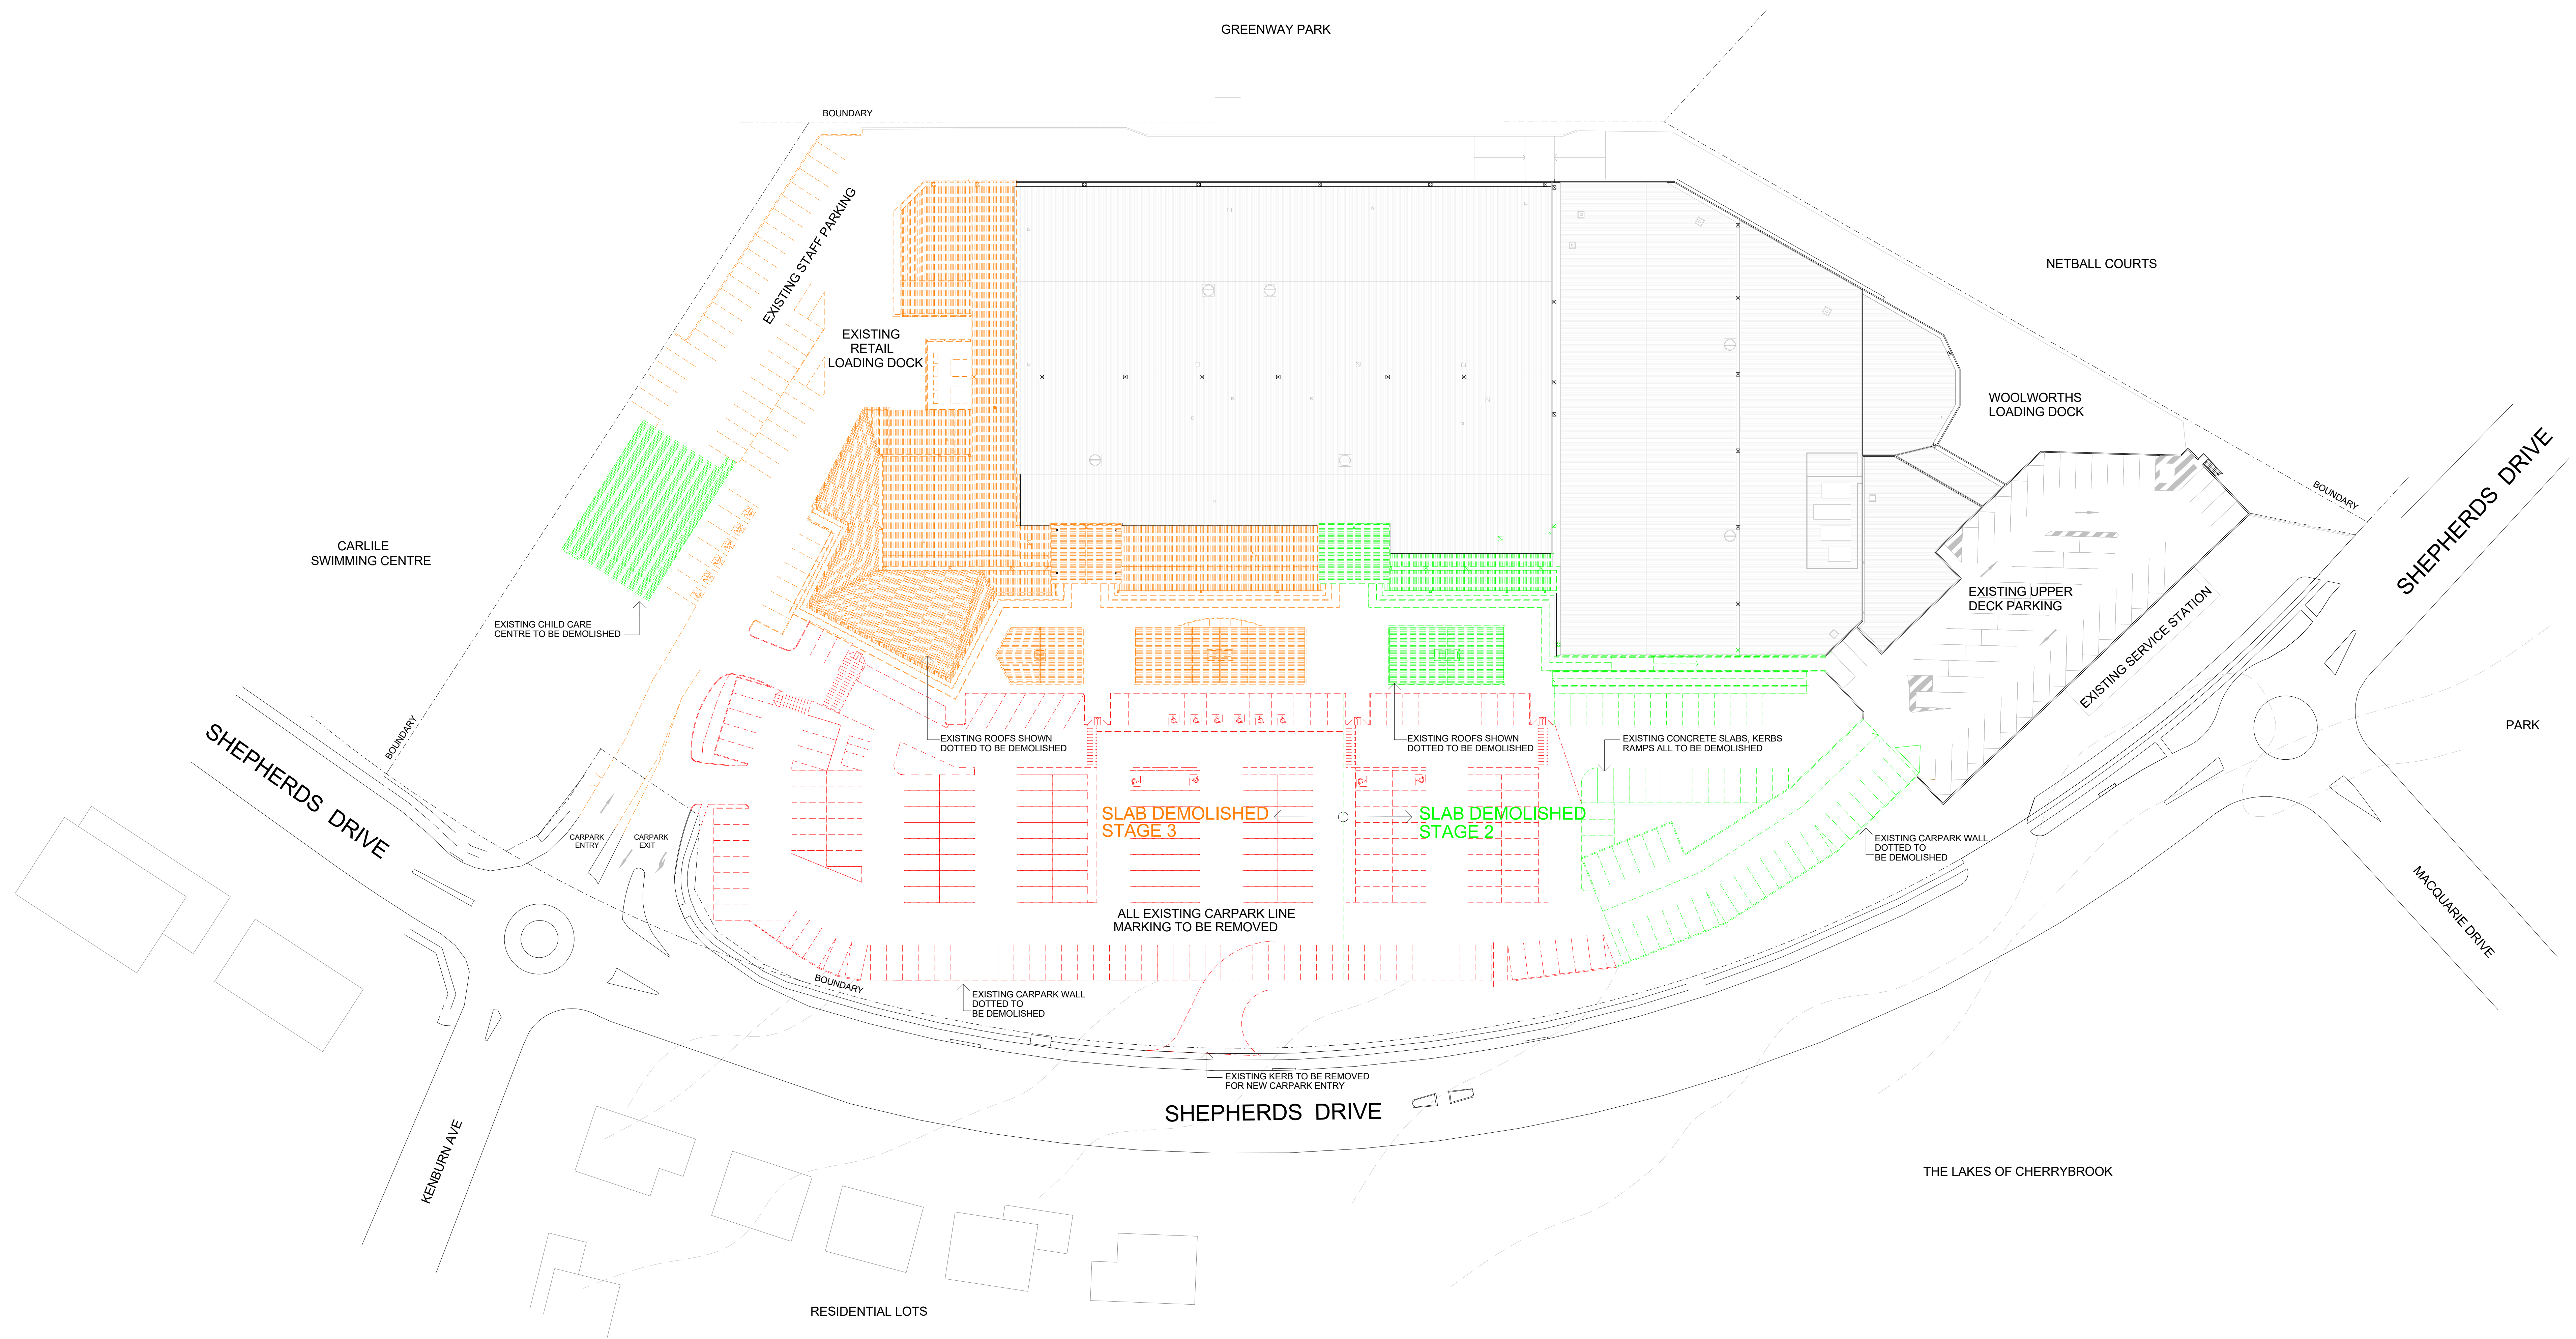 GREENWAY PARK
BOUNDARY
EXISTING STAFF PARKING
NETBALL COURTS
EXISTING
RETAIL
LOADING DOCK
WOOLWORTHS
LOADING DOCK
SHEPHERDS DRIVE
BOUNDARY
CARLILE
SWIMMING CENTRE
EXISTING UPPER
DECK PARKING
EXISTING SERVICE STATION
EXISTING CHILD CARE
CENTRE TO BE DEMOLISHED
BOUNDARY
PARK
SHEPHERDS DRIVE
EXISTING ROOFS SHOWN
DOTTED TO BE DEMOLISHED
EXISTING ROOFS SHOWN
DOTTED TO BE DEMOLISHED
EXISTING CONCRETE SLABS, KERBS
RAMPS ALL TO BE DEMOLISHED
SLAB DEMOLISHED
STAGE 3
SLAB DEMOLISHED
STAGE 2
CARPARK
ENTRY
CARPARK
EXIT
EXISTING CARPARK WALL
DOTTED TO
BE DEMOLISHED
MACQUARIE DRIVE
ALL EXISTING CARPARK LINE
MARKING TO BE REMOVED
BOUNDARY
EXISTING CARPARK WALL
DOTTED TO
BE DEMOLISHED
EXISTING KERB TO BE REMOVED
FOR NEW CARPARK ENTRY
SHEPHERDS DRIVE
KENBURN AVE
THE LAKES OF CHERRYBROOK
RESIDENTIAL LOTS